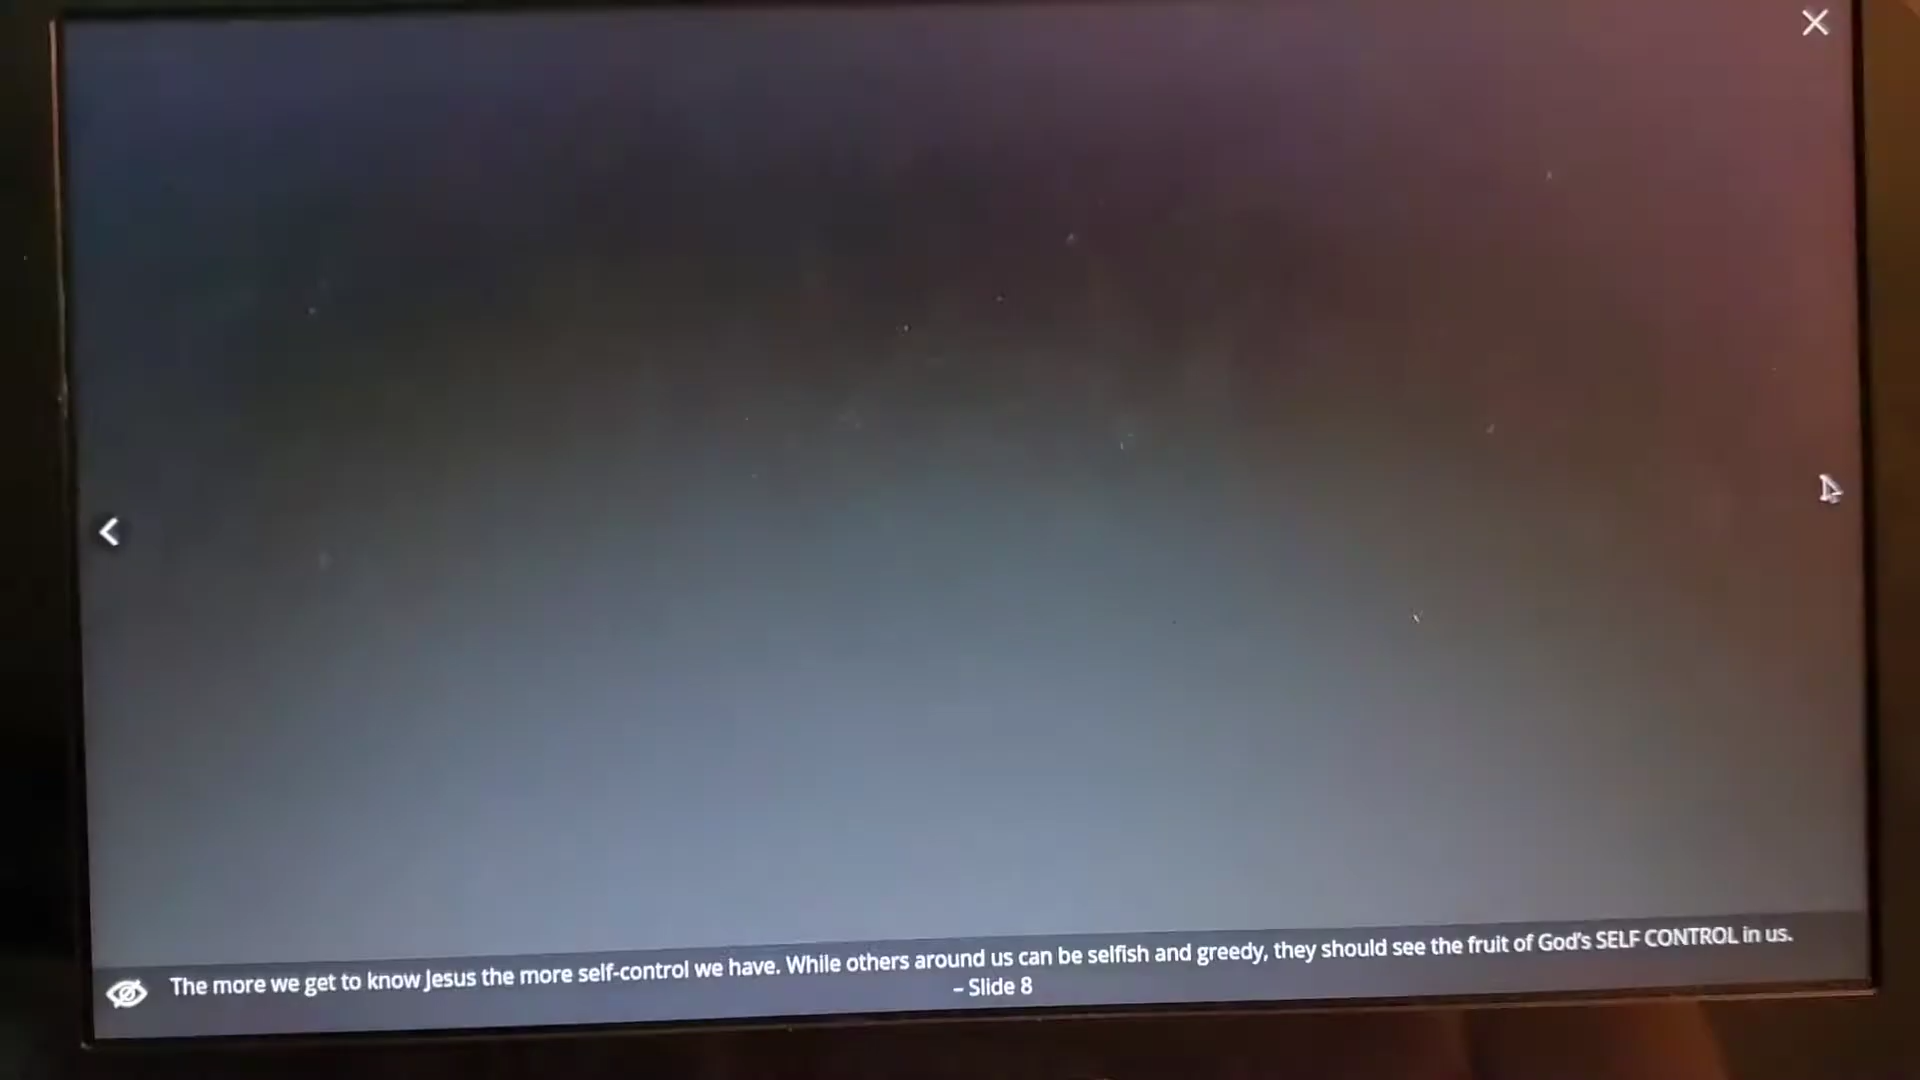 The more we get to know Jesus the more self-control we have. While others around us can be selfish and greedy, they should see the fruit of God's SELF CONTROL in us.
– Slide 8